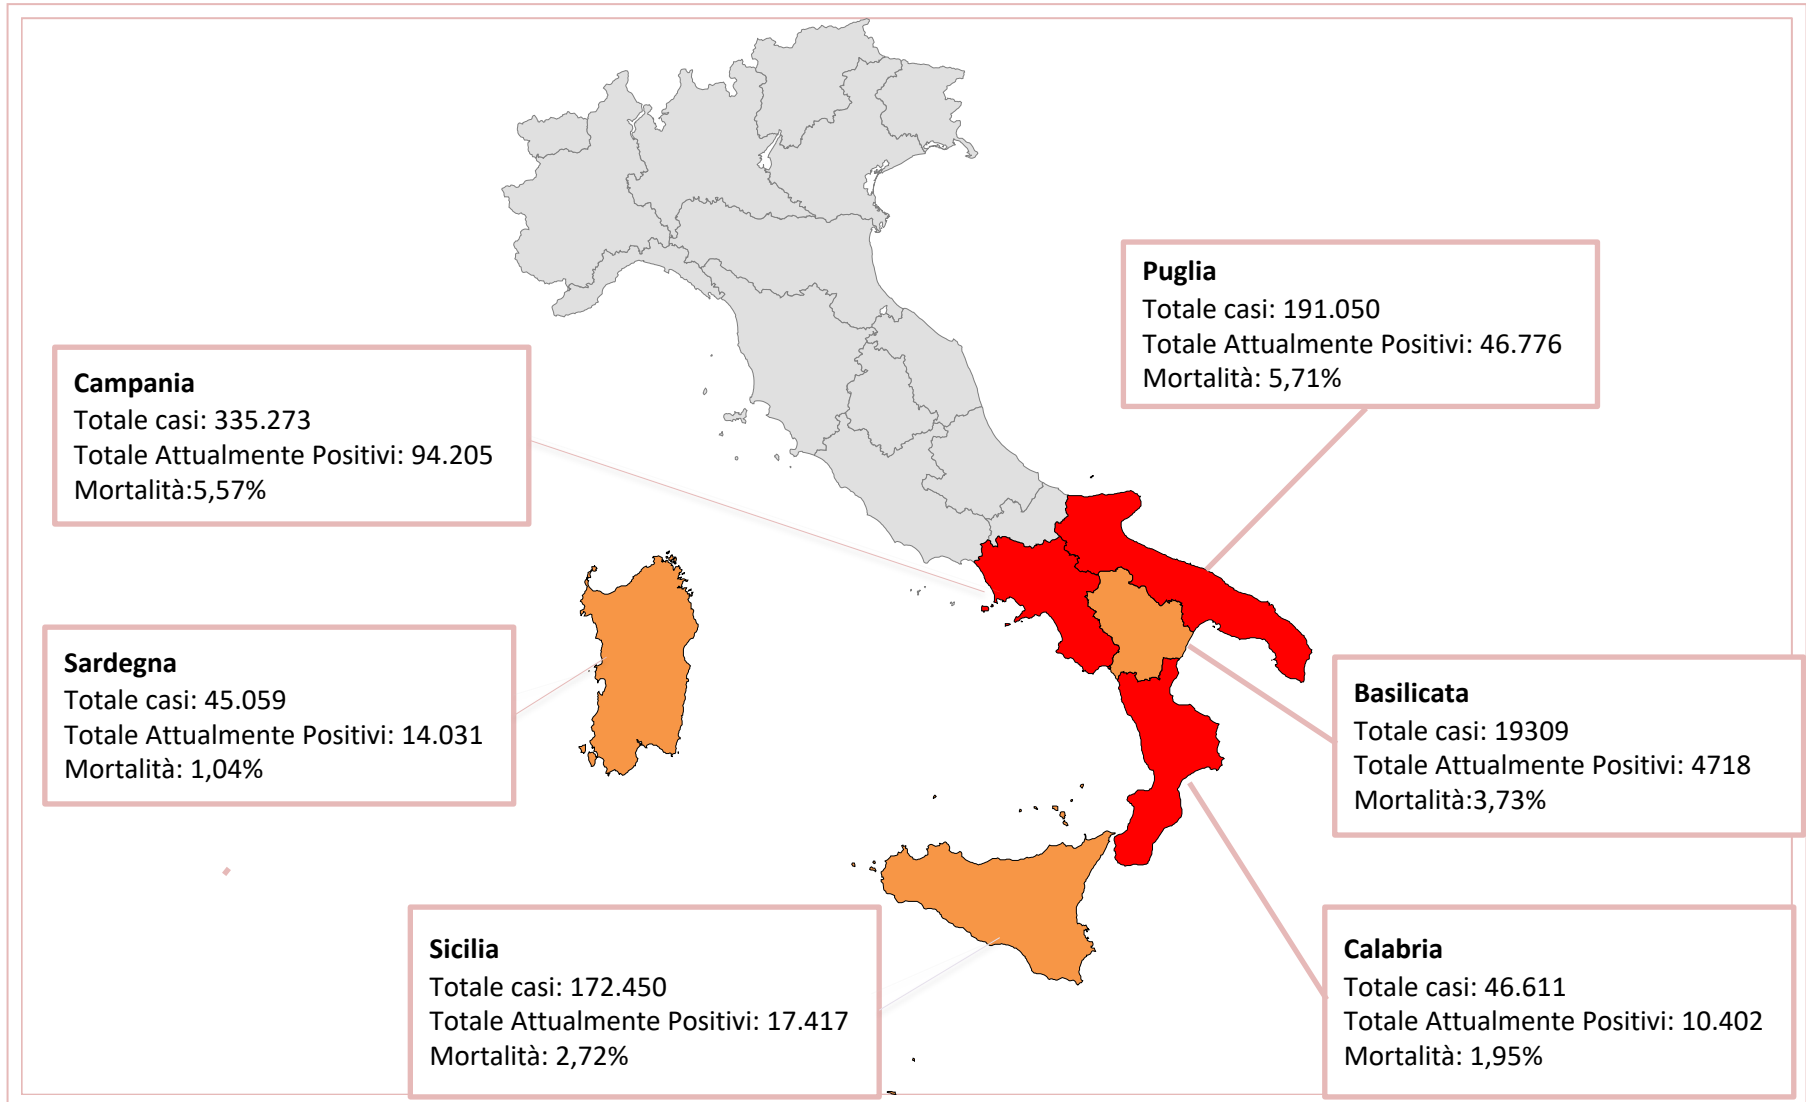 Puglia
Totale casi: 191.050
Totale Attualmente Positivi: 46.776
Mortalità: 5,71%
Campania
Totale casi: 335.273
Totale Attualmente Positivi: 94.205
Mortalità:5,57%
Sardegna
Totale casi: 45.059
Totale Attualmente Positivi: 14.031
Mortalità: 1,04%
Basilicata
Totale casi: 19309
Totale Attualmente Positivi: 4718
Mortalità:3,73%
Sicilia
Totale casi: 172.450
Totale Attualmente Positivi: 17.417
Mortalità: 2,72%
Calabria
Totale casi: 46.611
Totale Attualmente Positivi: 10.402
Mortalità: 1,95%